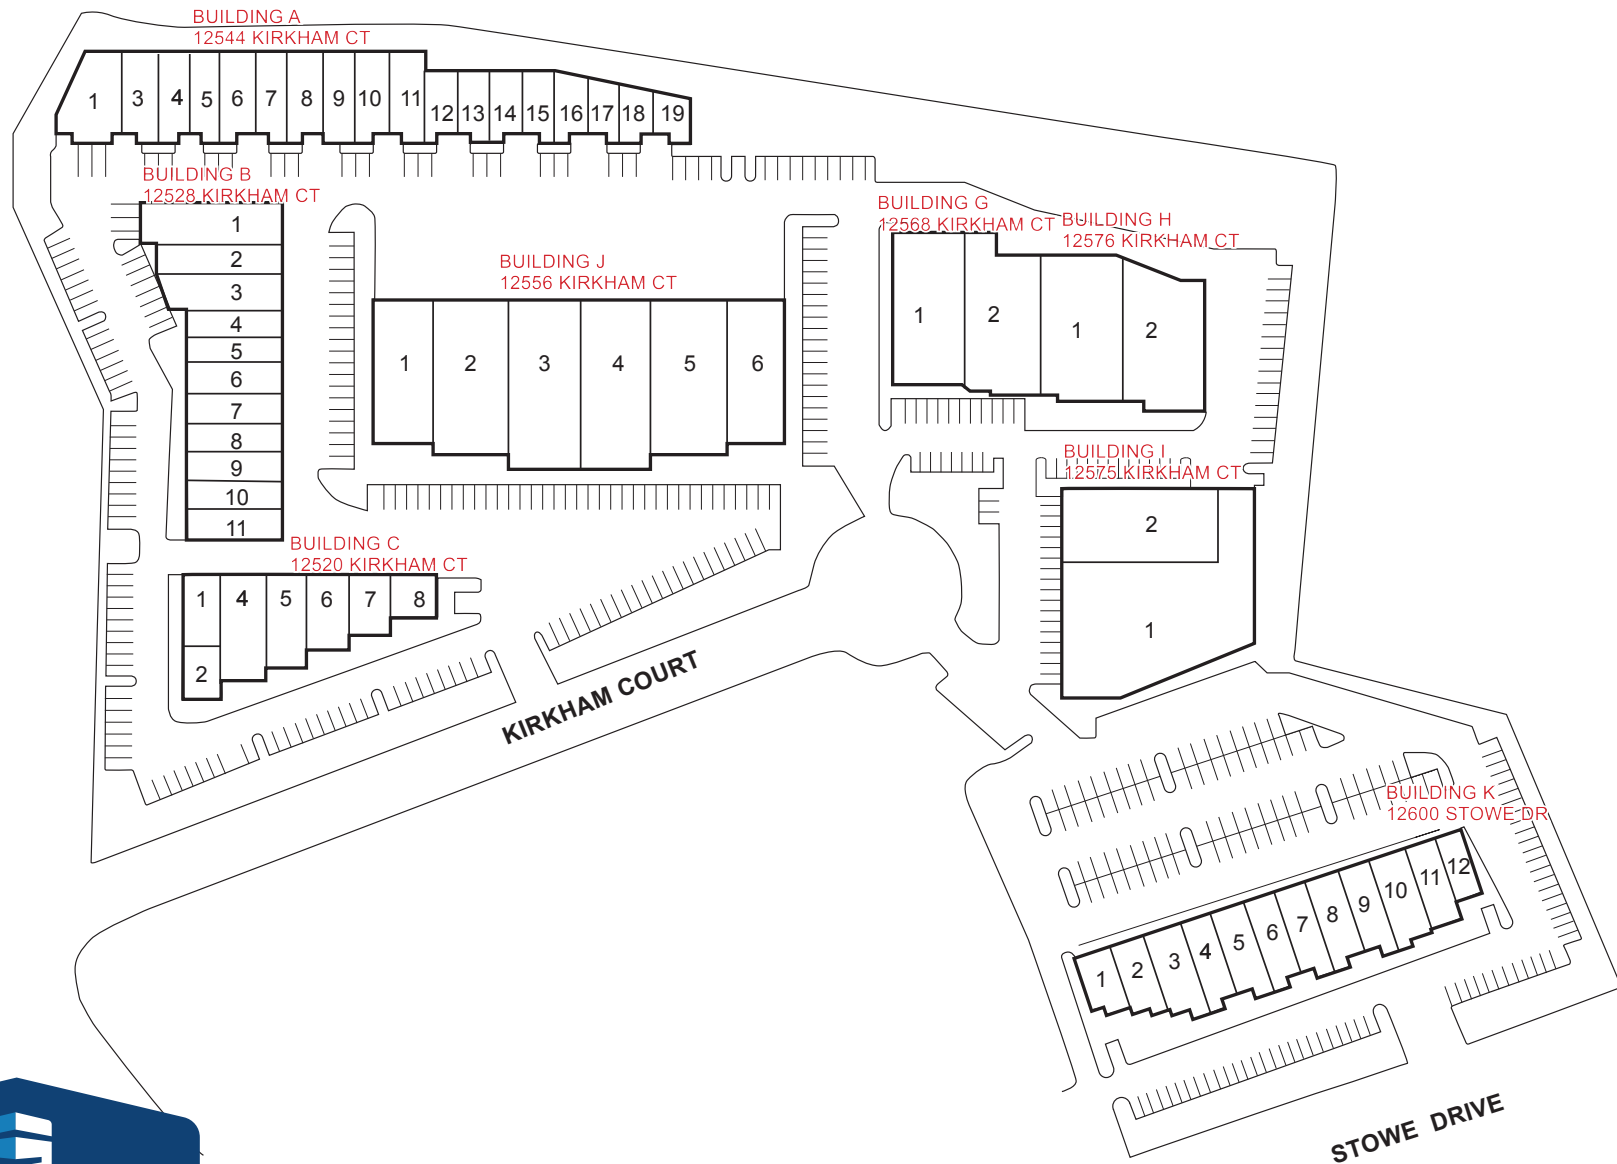 BUILDING A
12544 KIRKHAM CT
1 3 4 5 6 7 8 9 10 11 12 13 14 15 16 17 18 19
BUILDING B
12528 KIRKHAM CT
1
2
3
4
5
6
7
8
9
10
11
BUILDING J
12556 KIRKHAM CT
1 2 3 4 5 6
BUILDING G
12568 KIRKHAM CT
1 2
BUILDING H
12576 KIRKHAM CT
1 2
BUILDING I
12575 KIRKHAM CT
2
1
BUILDING C
12520 KIRKHAM CT
1 4 5 6 7 8
2
KIRKHAM COURT
BUILDING K
12600 STOWE DR
1 2 3 4 5 6 7 8 9 10 11 12
STOWE DRIVE